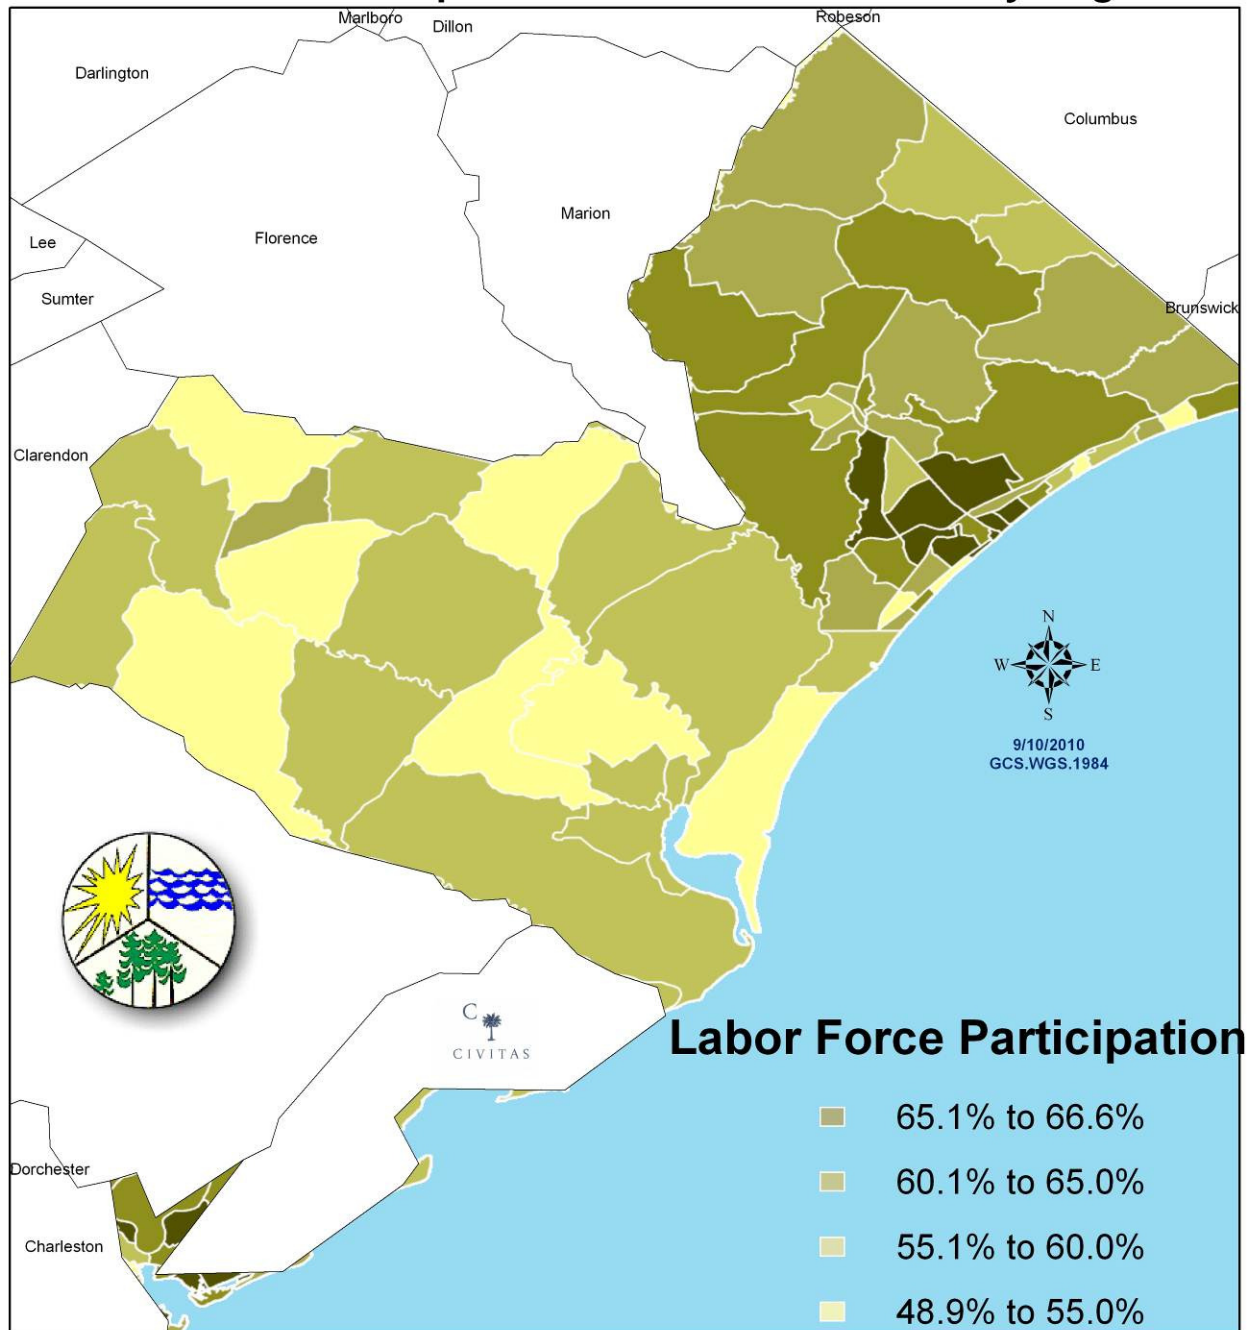 Marlboro
Robeson
Dillon
Darlington
Columbus
Marion
Florence
Lee
Sumter
Brunswick
Clarendon
N
W
E
S
9/10/2010
GCS.WGS.1984
C
CIVITAS
Labor Force Participation
65.1% to 66.6%
60.1% to 65.0%
55.1% to 60.0%
48.9% to 55.0%
Dorchester
Charleston